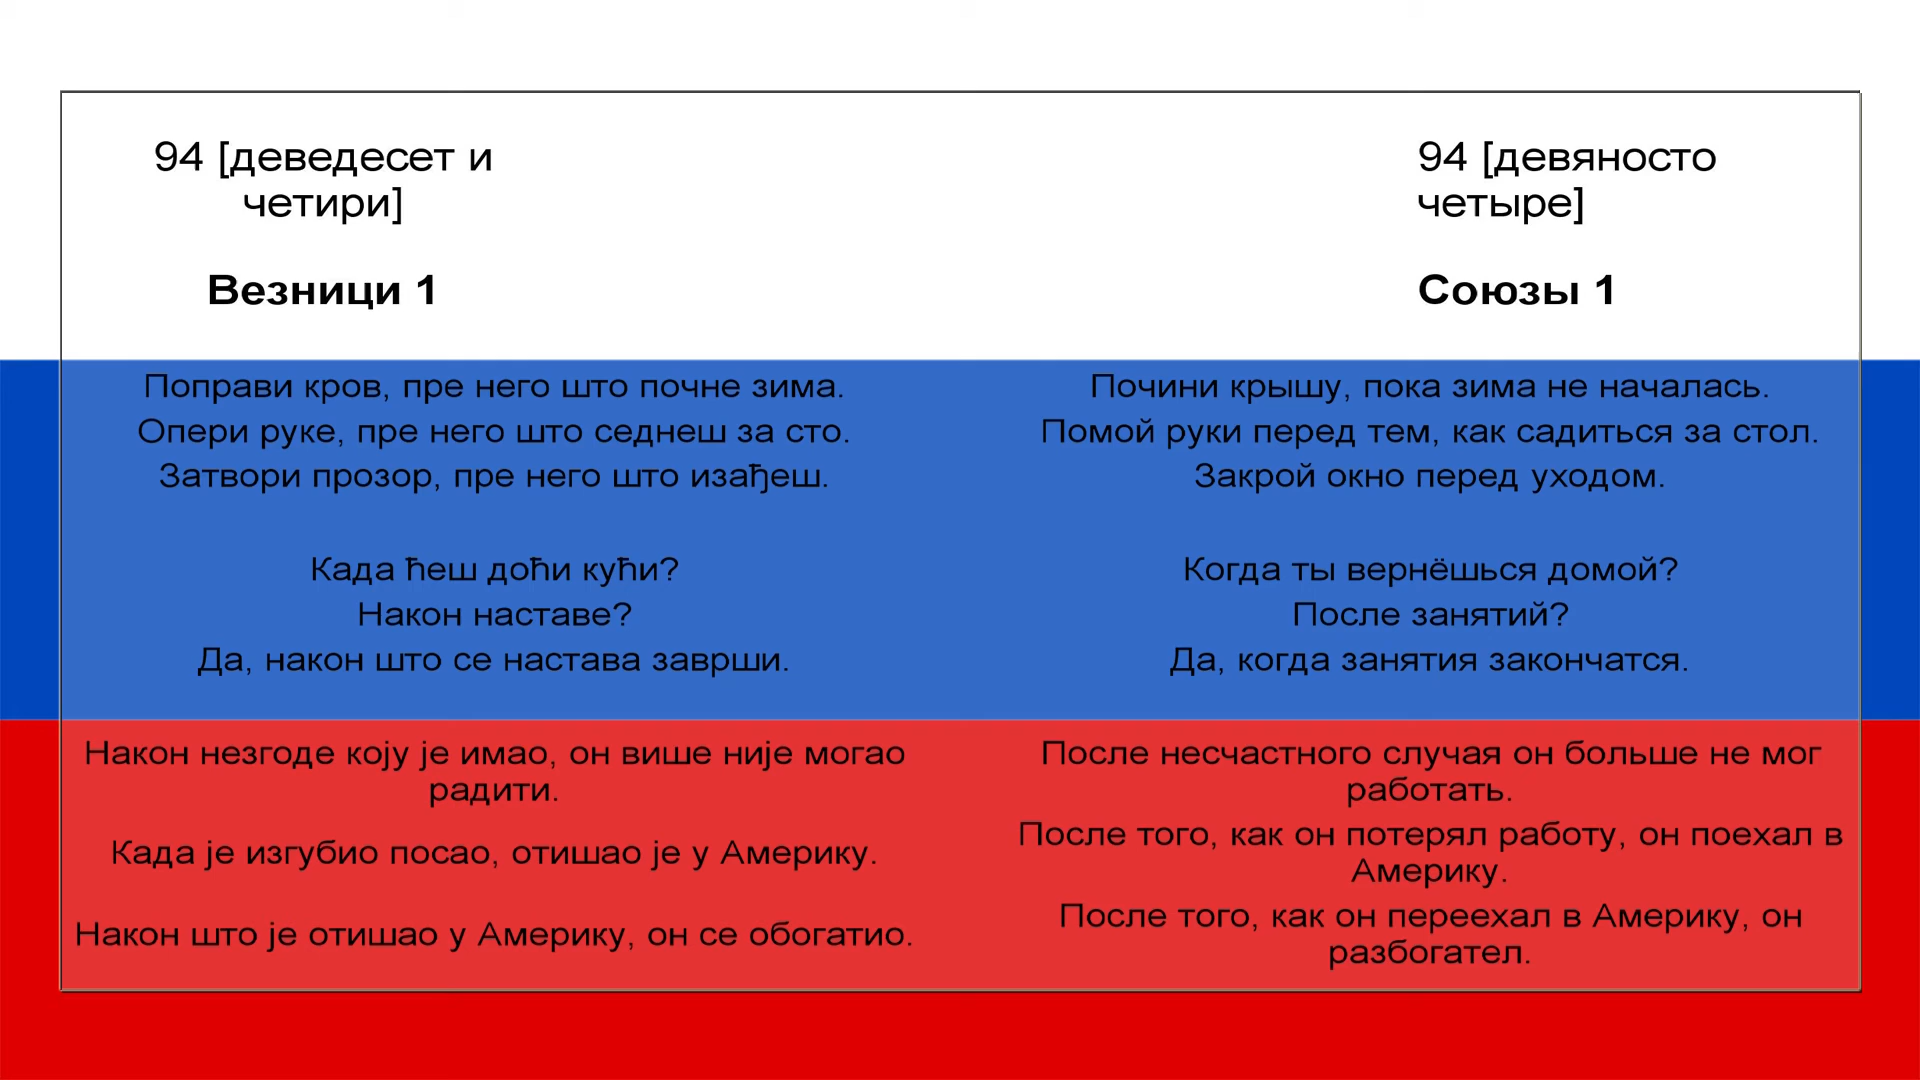 94 [деведесет и
четири]
94 [девяносто
четыре]
Везници 1
Союзы 1
Поправи кров, пре него што почне зима.
Почини крышу, пока зима не началась.
Опери руке, пре него што седнеш за сто.
Помой руки перед тем, как садиться за стол.
Затвори прозор, пре него што изађеш.
Закрой окно перед уходом.
Када ћеш доћи кући?
Когда ты вернёшься домой?
Након наставе?
После занятий?
Да, након што се настава заврши.
Да, когда занятия закончатся.
Након незгоде коју је имао, он више није могао
радити.
После несчастного случая он больше не мог
работать.
Када је изгубио посао, отишао је у Америку.
После того, как он потерял работу, он поехал в
Америку.
Након што је отишао у Америку, он се обогатио.
После того, как он переехал в Америку, он
разбогател.